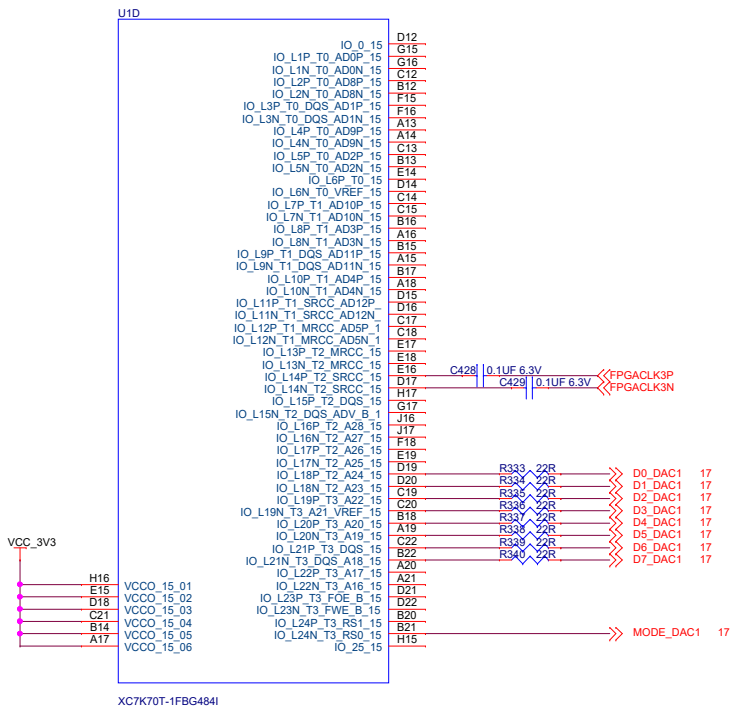 U1D
IO_0_15 D12
IO_L1P_T0_AD0P_15 G15
IO_L1N_T0_AD0N_15 G16
IO_L2P_T0_AD8P_15 C12
IO_L2N_T0_AD8N_15 B12
IO_L3P_T0_DQS_AD1P_15 F15
IO_L3N_T0_DQS_AD1N_15 F16
IO_L4P_T0_AD9P_15 A13
IO_L4N_T0_AD9N_15 A14
IO_L5P_T0_AD2P_15 C13
IO_L5N_T0_AD2N_15 B13
IO_L6P_T0_15 E14
IO_L6N_T0_VREF_15 D14
IO_L7P_T1_AD10P_15 C14
IO_L7N_T1_AD10N_15 C15
IO_L8P_T1_AD3P_15 B16
IO_L8N_T1_AD3N_15 A16
IO_L9P_T1_DQS_AD11P_15 B15
IO_L9N_T1_DQS_AD11N_15 A15
IO_L10P_T1_AD4P_15 B17
IO_L10N_T1_AD4N_15 A18
IO_L11P_T1_SRCC_AD12P_ D15
IO_L11N_T1_SRCC_AD12N_ D16
IO_L12P_T1_MRCC_AD5P_1 C17
IO_L12N_T1_MRCC_AD5N_1 C18
IO_L13P_T2_MRCC_15 E17
IO_L13N_T2_MRCC_15 E18
IO_L14P_T2_SRCC_15 E16 C428 0.1UF 6.3V FPGACLK3P
IO_L14N_T2_SRCC_15 D17 C429 0.1UF 6.3V FPGACLK3N
IO_L15P_T2_DQS_15 H17
IO_L15N_T2_DQS_ADV_B_1 G17
IO_L16P_T2_A28_15 J16
IO_L16N_T2_A27_15 J17
IO_L17P_T2_A26_15 F18
IO_L17N_T2_A25_15 E19
IO_L18P_T2_A24_15 D19 R333 22R D0_DAC1 17
IO_L18N_T2_A23_15 D20 R334 22R D1_DAC1 17
IO_L19P_T3_A22_15 C19 R335 22R D2_DAC1 17
IO_L19N_T3_A21_VREF_15 C20 R336 22R D3_DAC1 17
IO_L20P_T3_A20_15 B18 R337 22R D4_DAC1 17
IO_L20N_T3_A19_15 A19 R338 22R D5_DAC1 17
IO_L21P_T3_DQS_15 C22 R339 22R D6_DAC1 17
IO_L21N_T3_DQS_A18_15 B22 R340 22R D7_DAC1 17
IO_L22P_T3_A17_15 A20
IO_L22N_T3_A16_15 A21
IO_L23P_T3_FOE_B_15 D21
IO_L23N_T3_FWE_B_15 D22
IO_L24P_T3_RS1_15 B20
IO_L24N_T3_RS0_15 B21 MODE_DAC1 17
IO_25_15 H15
VCC_3V3
H16 VCCO_15_01
E15 VCCO_15_02
D18 VCCO_15_03
C21 VCCO_15_04
B14 VCCO_15_05
A17 VCCO_15_06
XC7K70T-1FBG484I